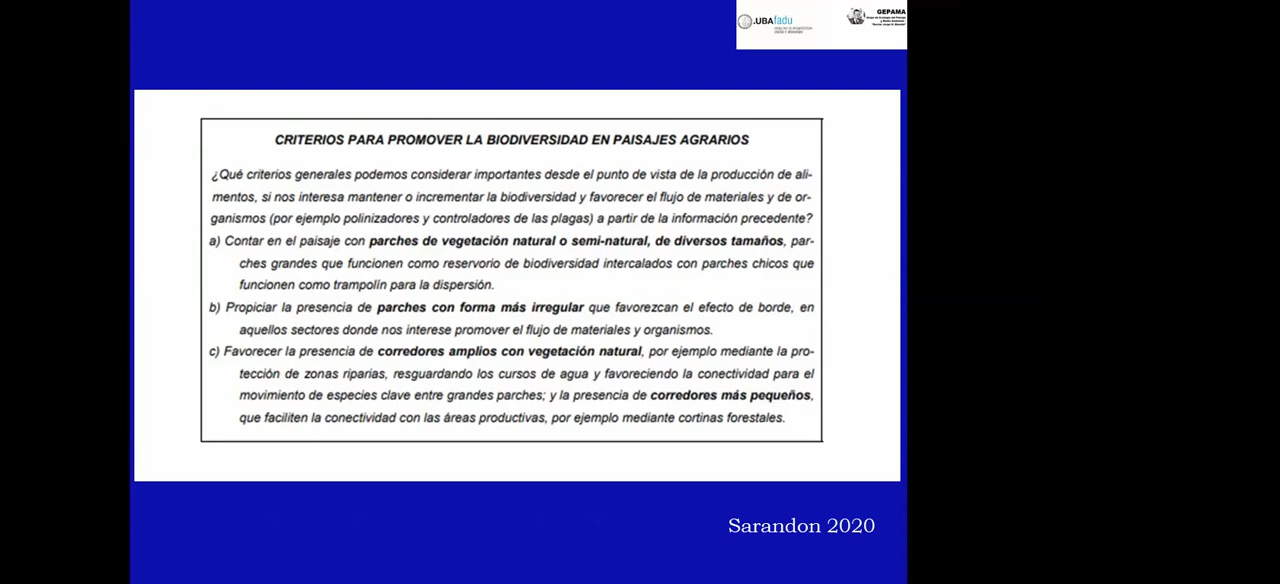 .UBAfadu
GEPAMA
CRITERIOS PARA PROMOVER LA BIODIVERSIDAD EN PAISAJES AGRARIOS
¿Qué criterios generales podemos considerar importantes desde el punto de vista de la producción de ali-
mentos, si nos interesa mantener o incrementar la biodiversidad y favorecer el flujo de materiales y de or-
ganismos (por ejemplo polinizadores y controladores de las plagas) a partir de la información precedente?
a) Contar en el paisaje con parches de vegetación natural o semi-natural, de diversos tamaños, par-
ches grandes que funcionen como reservorio de biodiversidad intercalados con parches chicos que
funcionen como trampolín para la dispersión.
b) Propiciar la presencia de parches con forma más irregular que favorezcan el efecto de borde, en
aquellos sectores donde nos interese promover el flujo de materiales y organismos.
c) Favorecer la presencia de corredores amplios con vegetación natural, por ejemplo mediante la pro-
tección de zonas riparias, resguardando los cursos de agua y favoreciendo la conectividad para el
movimiento de especies clave entre grandes parches; y la presencia de corredores más pequeños,
que faciliten la conectividad con las áreas productivas, por ejemplo mediante cortinas forestales.
Sarandon 2020